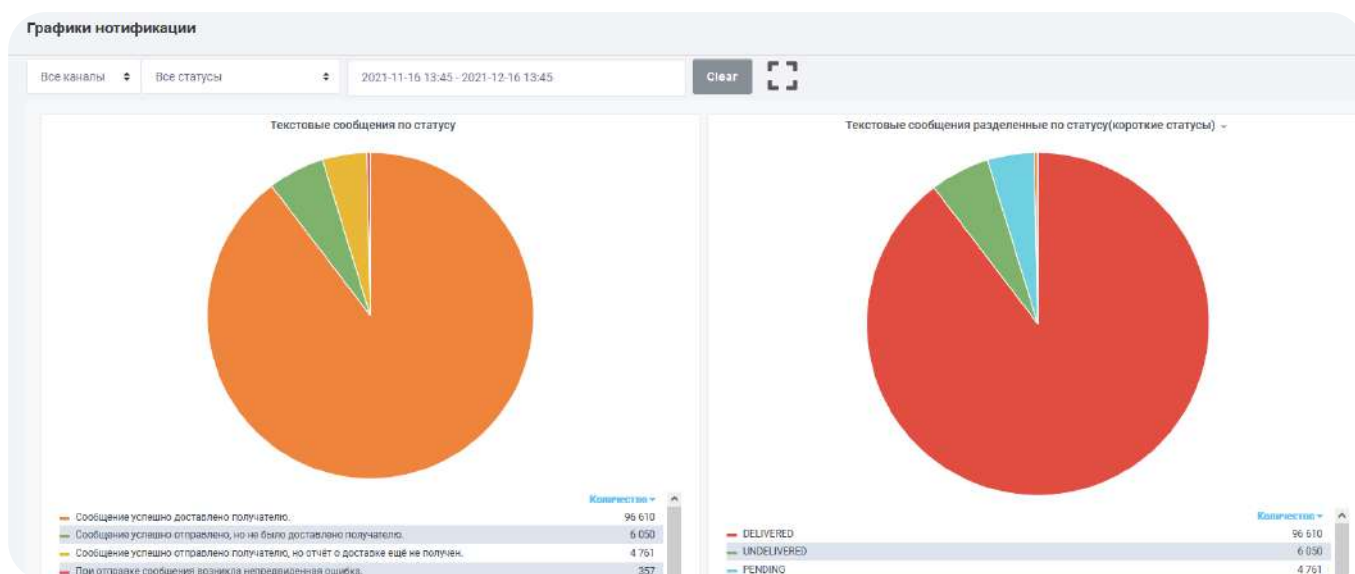 Графики нотификации
Все каналы
Все статусы
2021-11-16 13:45 - 2021-12-16 13:45
Clear
Текстовые сообщения по статусу
Количество
Сообщение успешно доставлено получателю. 96 610
Сообщение успешно отправлено, но не было доставлено получателю. 6 050
Сообщение успешно отправлено получателю, но отчёт о доставке ещё не получен. 4 761
При отправке сообщения возникла непредвиденная ошибка. 357
Текстовые сообщения разделенные по статусу(короткие статусы)
Количество
DELIVERED 96 610
UNDELIVERED 6 050
PENDING 4 761